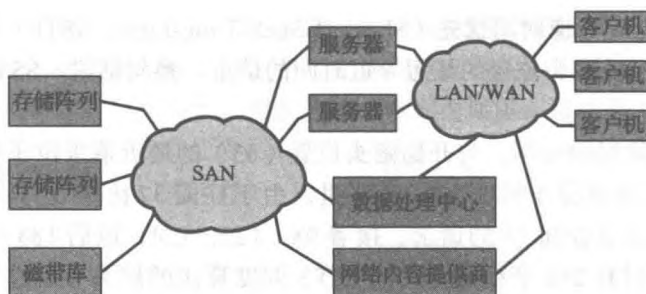 服务器
客户机
LAN/WAN
客户机
存储阵列
服务器
客户机
SAN
存储阵列
数据处理中心
磁带库
网络内容提供商